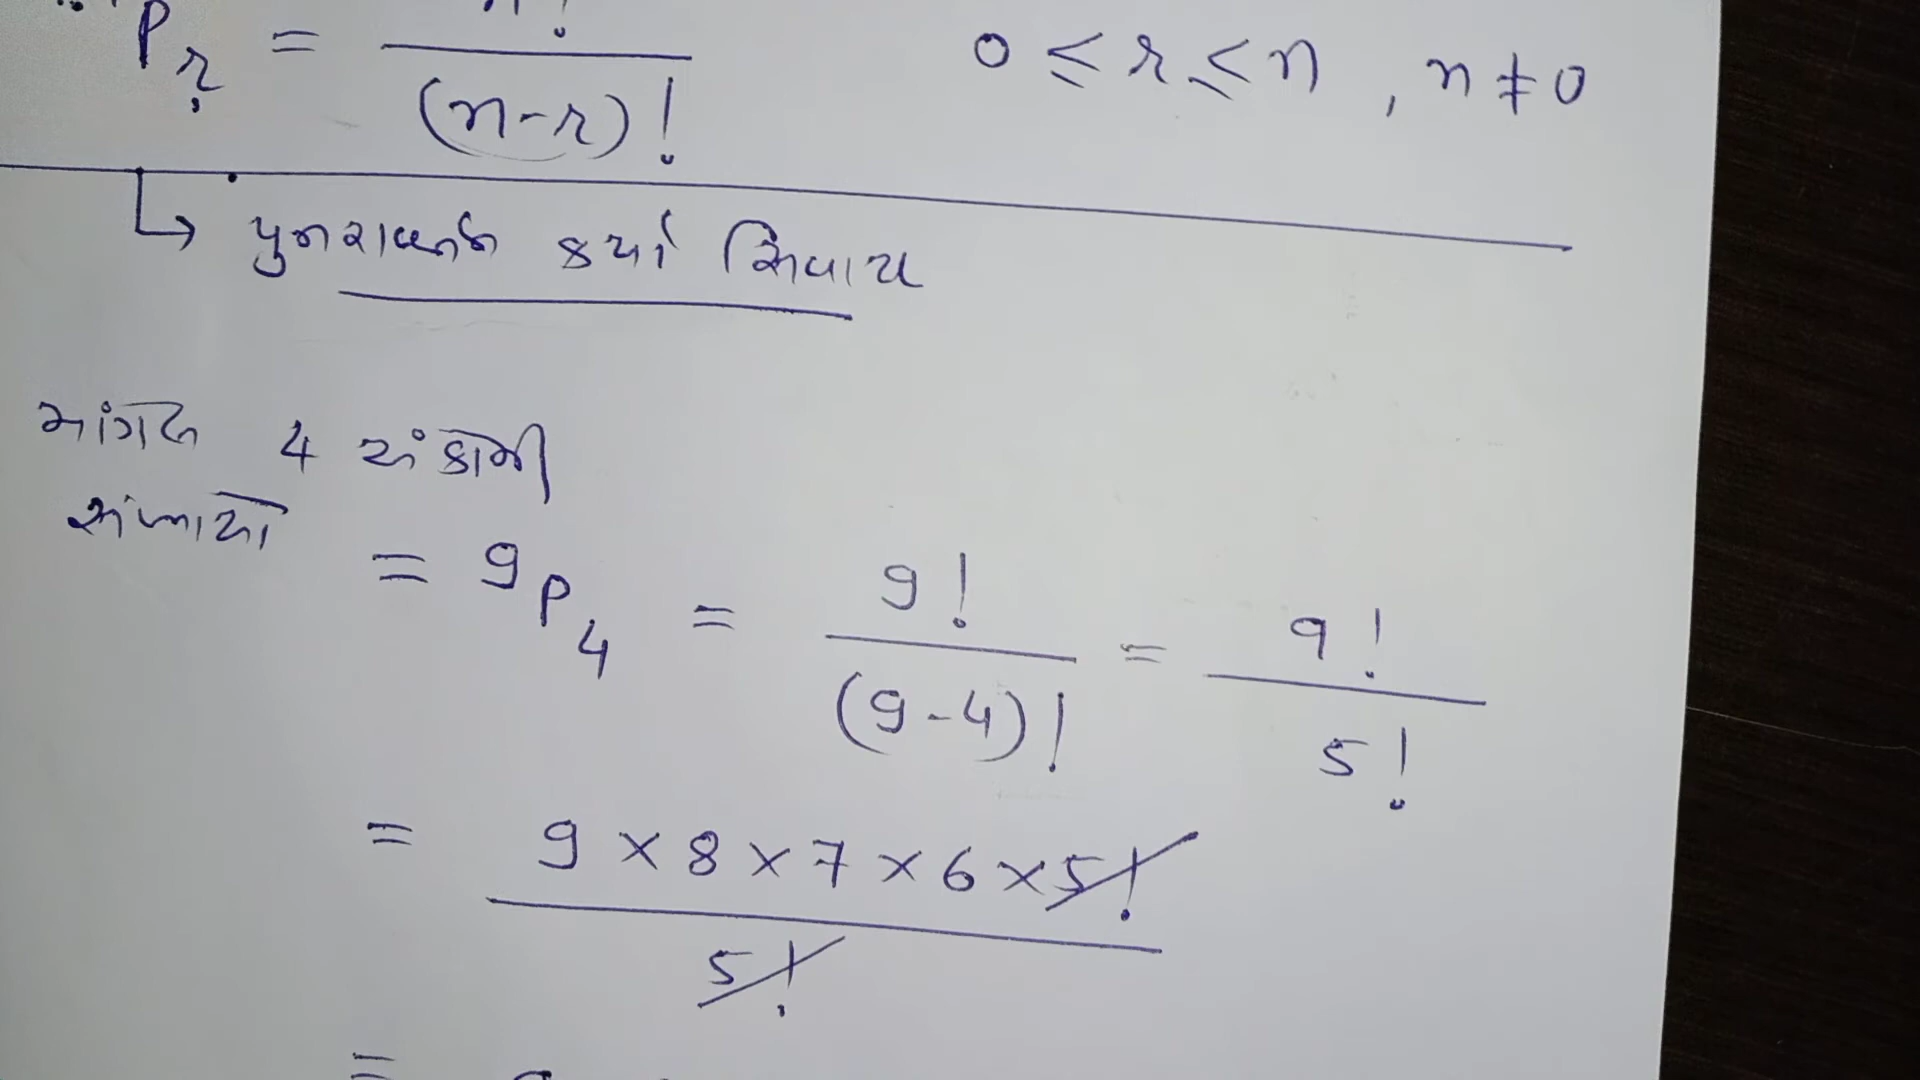 Pr = n! / (n-r)!    0 ≤ r ≤ n , n ≠ 0
↳ પુનરાવર્તન કર્યા સિવાય
માંગેલ 4 અંકોની
સંખ્યાઓ
= 9P4 = 9! / (9-4)! = 9! / 5!
= 9 × 8 × 7 × 6 × 5! / 5!
=